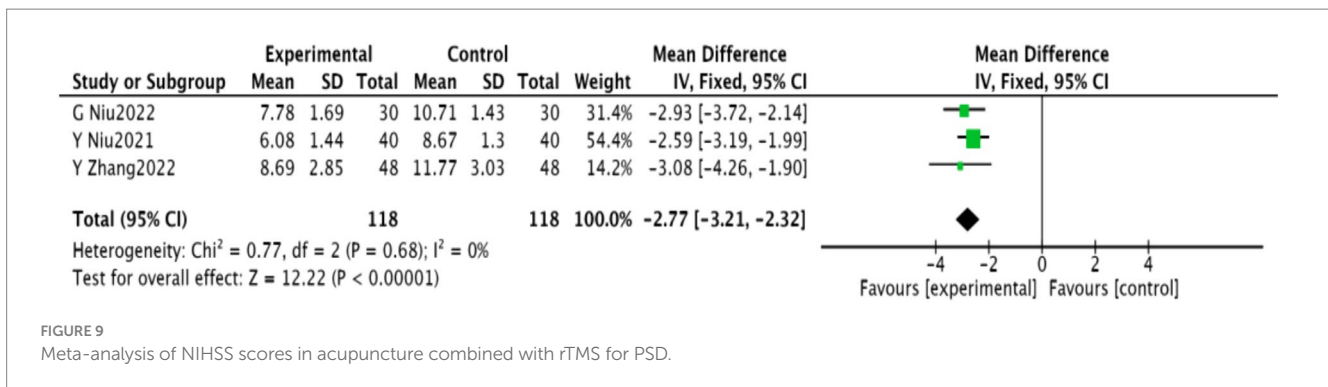 Experimental Control Mean Difference Mean Difference
Study or Subgroup Mean SD Total Mean SD Total Weight IV, Fixed, 95% CI IV, Fixed, 95% CI
G Niu2022 7.78 1.69 30 10.71 1.43 30 31.4% −2.93 [−3.72, −2.14]
Y Niu2021 6.08 1.44 40 8.67 1.3 40 54.4% −2.59 [−3.19, −1.99]
Y Zhang2022 8.69 2.85 48 11.77 3.03 48 14.2% −3.08 [−4.26, −1.90]
Total (95% CI) 118 118 100.0% −2.77 [−3.21, −2.32]
Heterogeneity: Chi² = 0.77, df = 2 (P = 0.68); I² = 0%
Test for overall effect: Z = 12.22 (P < 0.00001)
−4 −2 0 2 4
Favours [experimental] Favours [control]
FIGURE 9
Meta-analysis of NIHSS scores in acupuncture combined with rTMS for PSD.